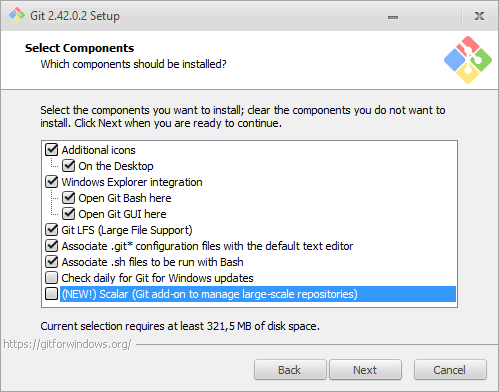 Git 2.42.0.2 Setup
Select Components
Which components should be installed?
Select the components you want to install; clear the components you do not want to
install. Click Next when you are ready to continue.
Additional icons
On the Desktop
Windows Explorer integration
Open Git Bash here
Open Git GUI here
Git LFS (Large File Support)
Associate .git* configuration files with the default text editor
Associate .sh files to be run with Bash
Check daily for Git for Windows updates
(NEW!) Scalar (Git add-on to manage large-scale repositories)
Current selection requires at least 321,5 MB of disk space.
https://gitforwindows.org/
Back Next Cancel